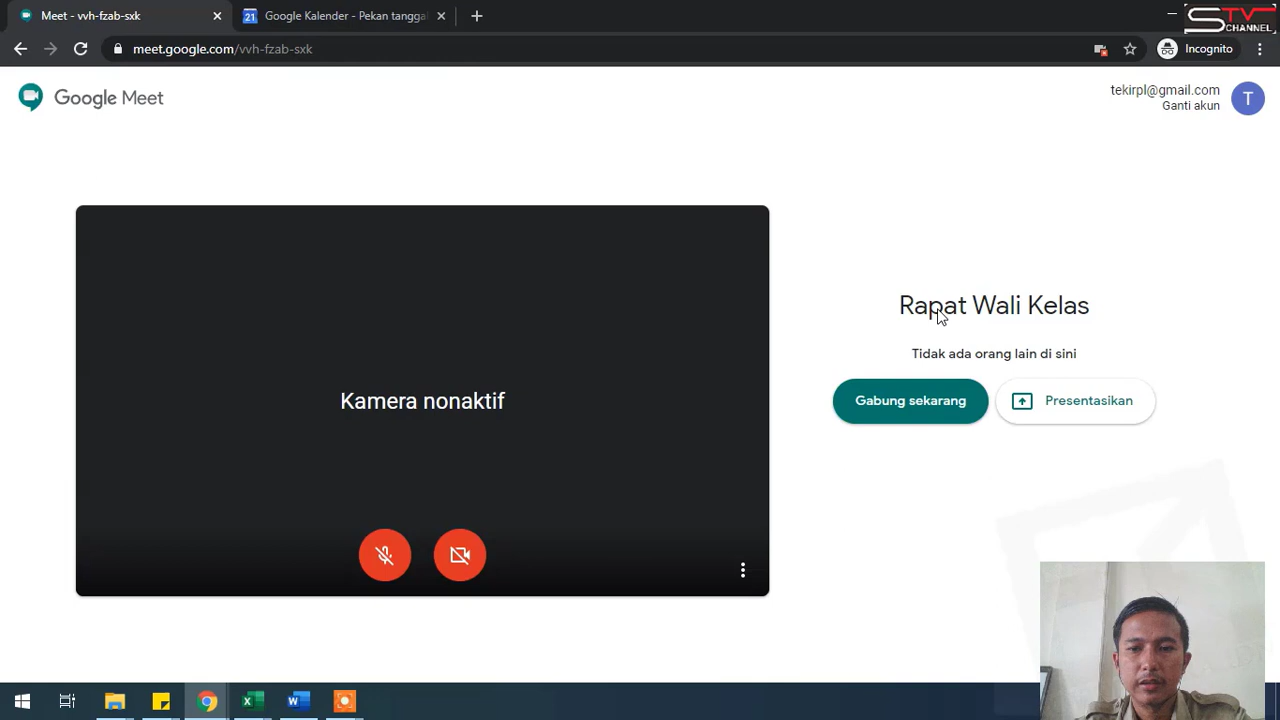 Meet - vvh-fzab-sxk
Google Kalender - Pekan tangga
STV
CHANNEL
meet.google.com/vvh-fzab-sxk
Incognito
Google Meet
tekirpl@gmail.com
Ganti akun
T
Rapat Wali Kelas
Tidak ada orang lain di sini
Kamera nonaktif
Gabung sekarang
Presentasikan